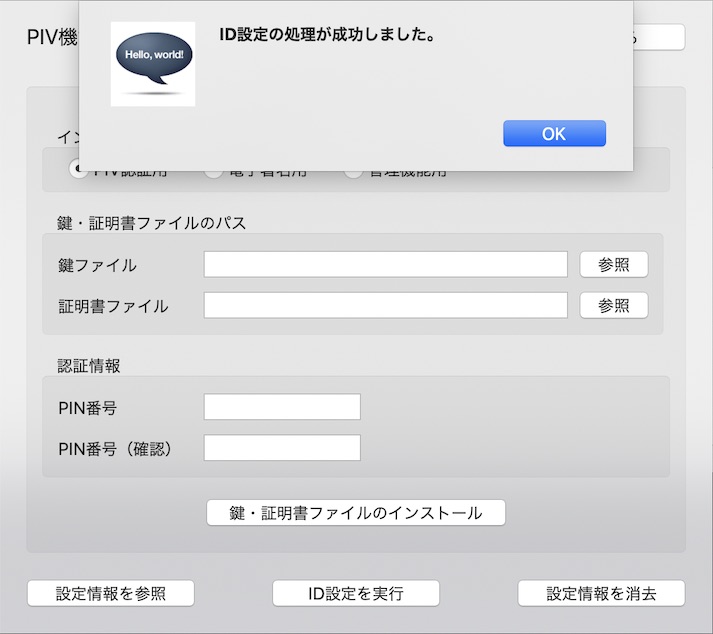 ID設定の処理が成功しました。
Hello, world!
OK
PIV機
PIV認証用 電子署名用 管理機能用
鍵・証明書ファイルのパス
鍵ファイル 参照
証明書ファイル 参照
認証情報
PIN番号
PIN番号（確認）
鍵・証明書ファイルのインストール
設定情報を参照 ID設定を実行 設定情報を消去